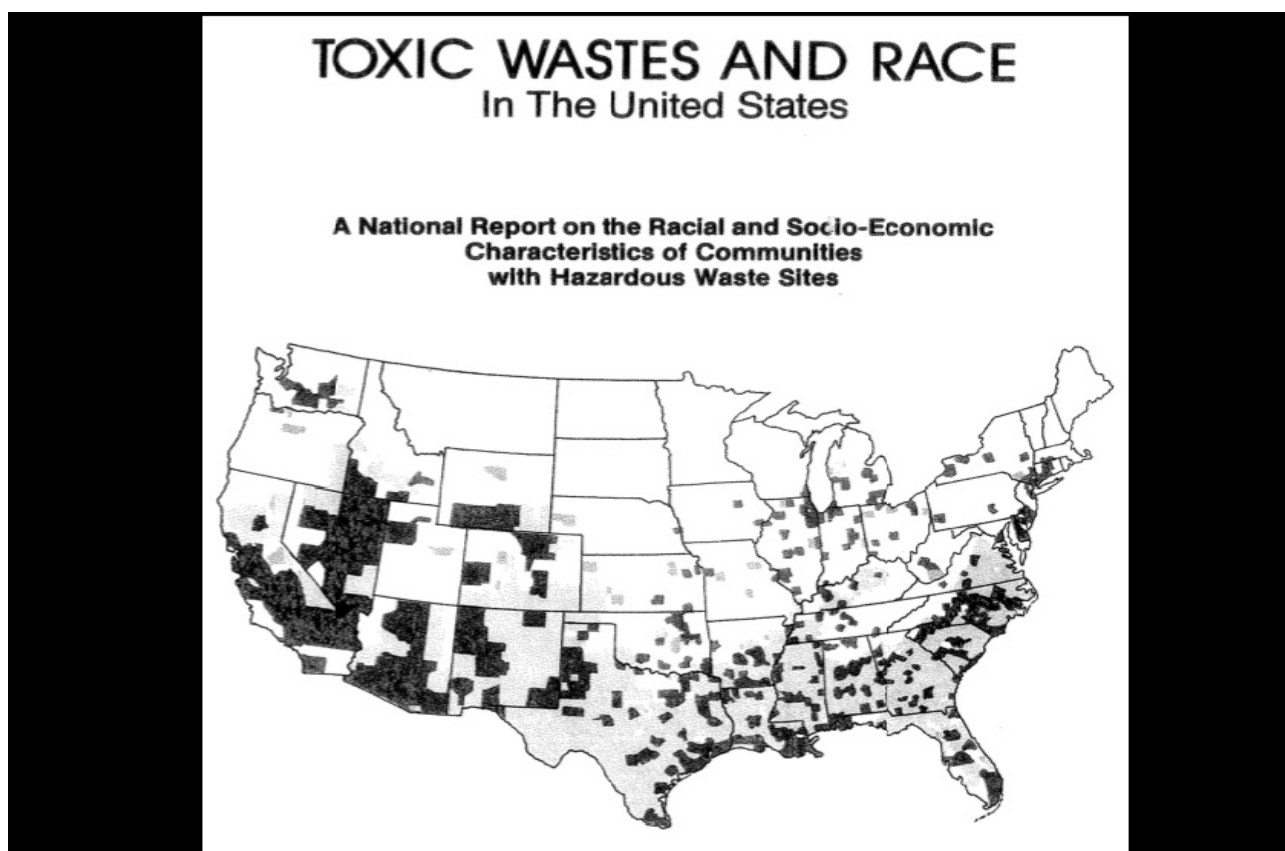 TOXIC WASTES AND RACE
In The United States
A National Report on the Racial and Socio-Economic
Characteristics of Communities
with Hazardous Waste Sites